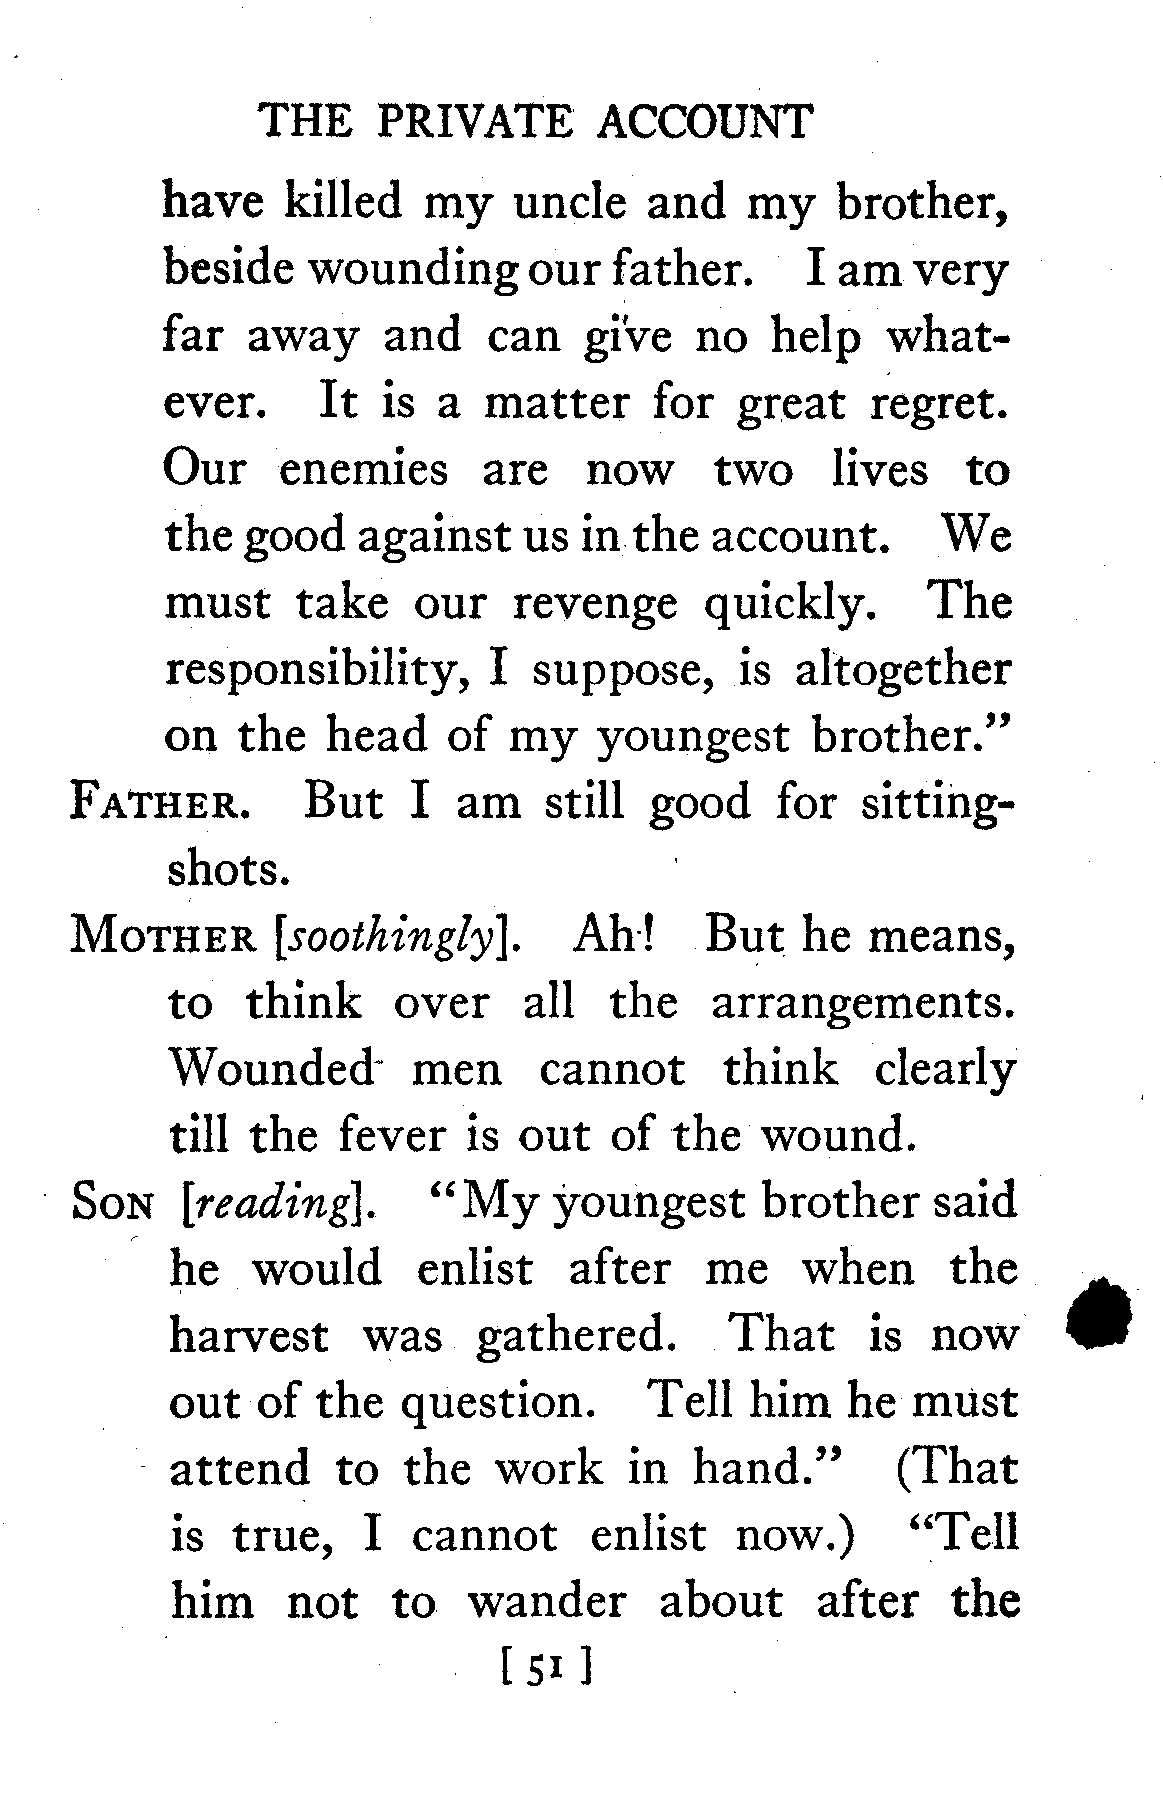 THE PRIVATE ACCOUNT
have killed my uncle and my brother,
beside wounding our father. I am very
far away and can give no help what-
ever. It is a matter for great regret.
Our enemies are now two lives to
the good against us in the account. We
must take our revenge quickly. The
responsibility, I suppose, is altogether
on the head of my youngest brother.”
FATHER. But I am still good for sitting-
shots.
MOTHER [soothingly]. Ah! But he means,
to think over all the arrangements.
Wounded men cannot think clearly
till the fever is out of the wound.
SON [reading]. “My youngest brother said
he would enlist after me when the
harvest was gathered. That is now
out of the question. Tell him he must
attend to the work in hand.” (That
is true, I cannot enlist now.) “Tell
him not to wander about after the
[ 51 ]